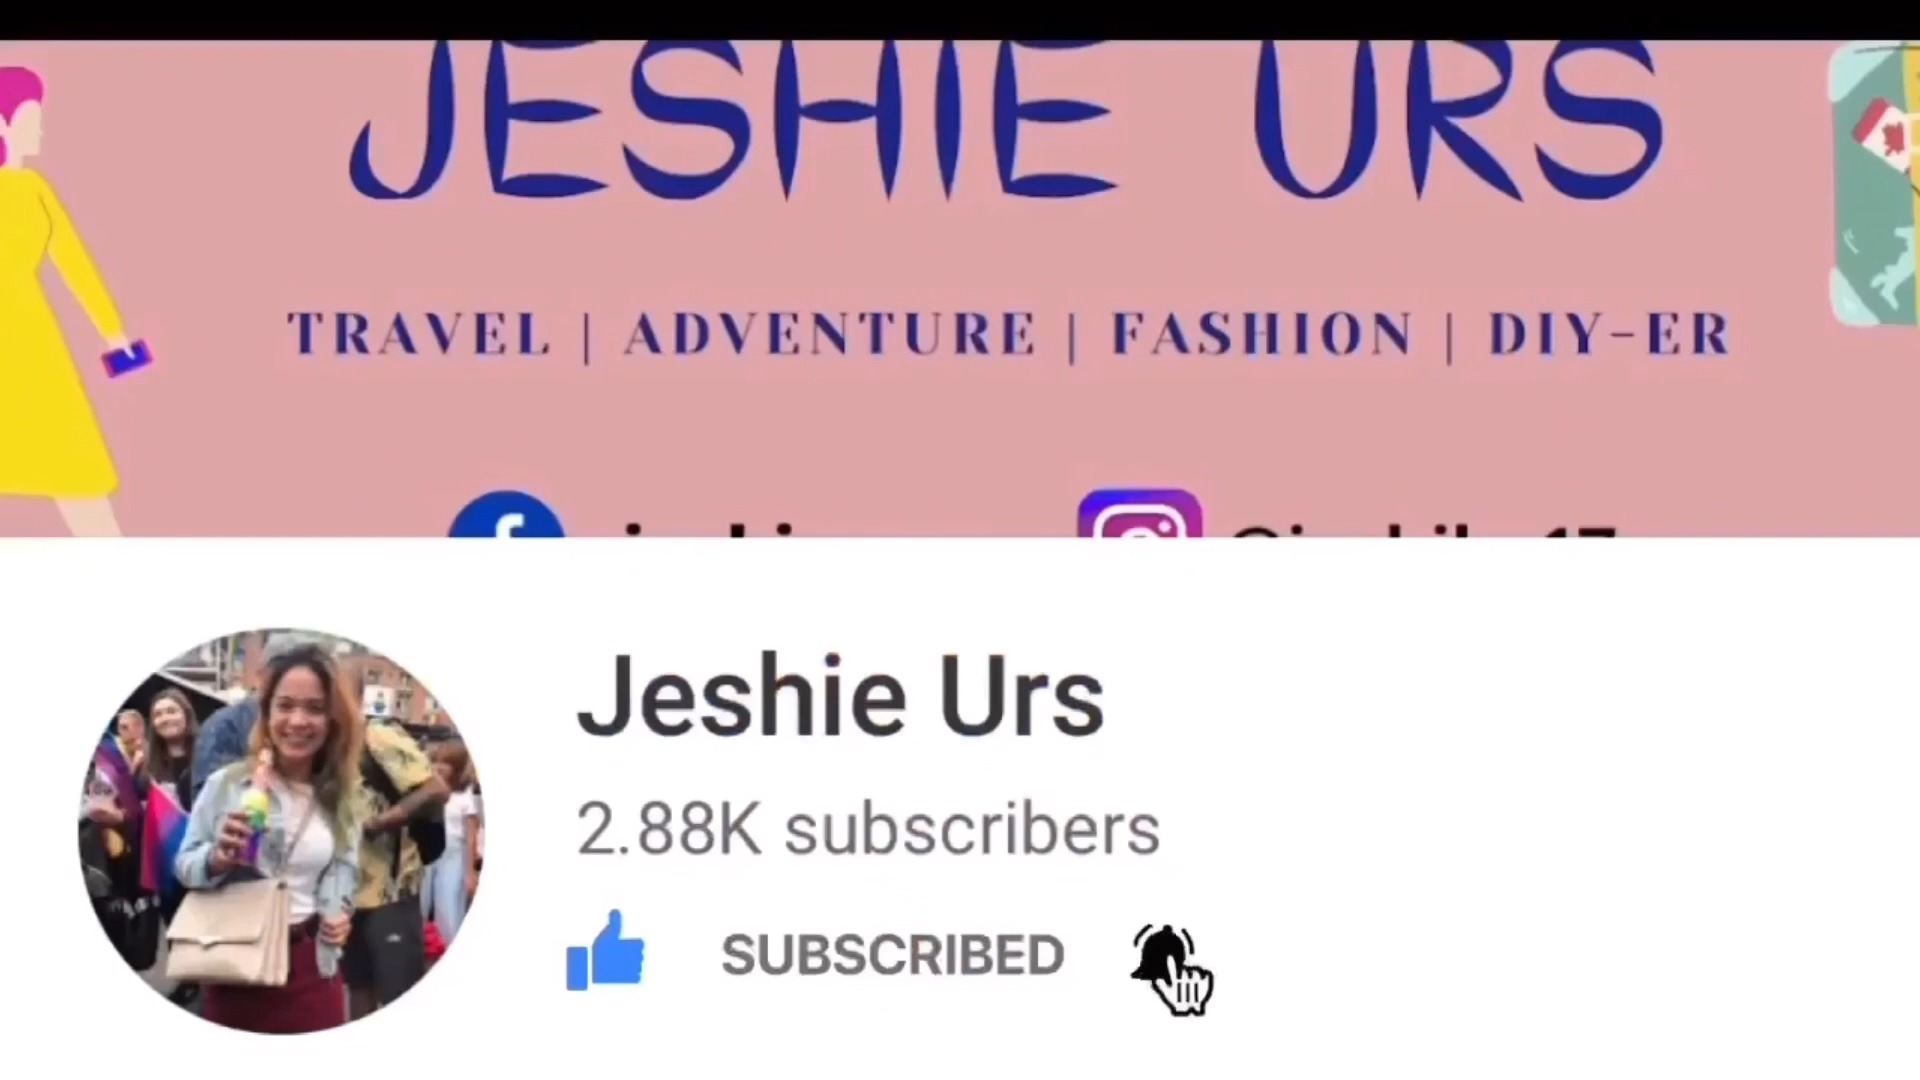 JESHIE URS
TRAVEL | ADVENTURE | FASHION | DIY-ER
Jeshie Urs
2.88K subscribers
SUBSCRIBED